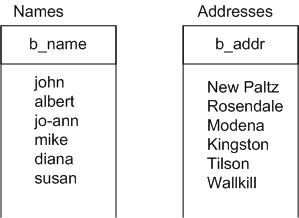 Names
b_name
john
albert
jo-ann
mike
diana
susan
Addresses
b_addr
New Paltz
Rosendale
Modena
Kingston
Tilson
Wallkill